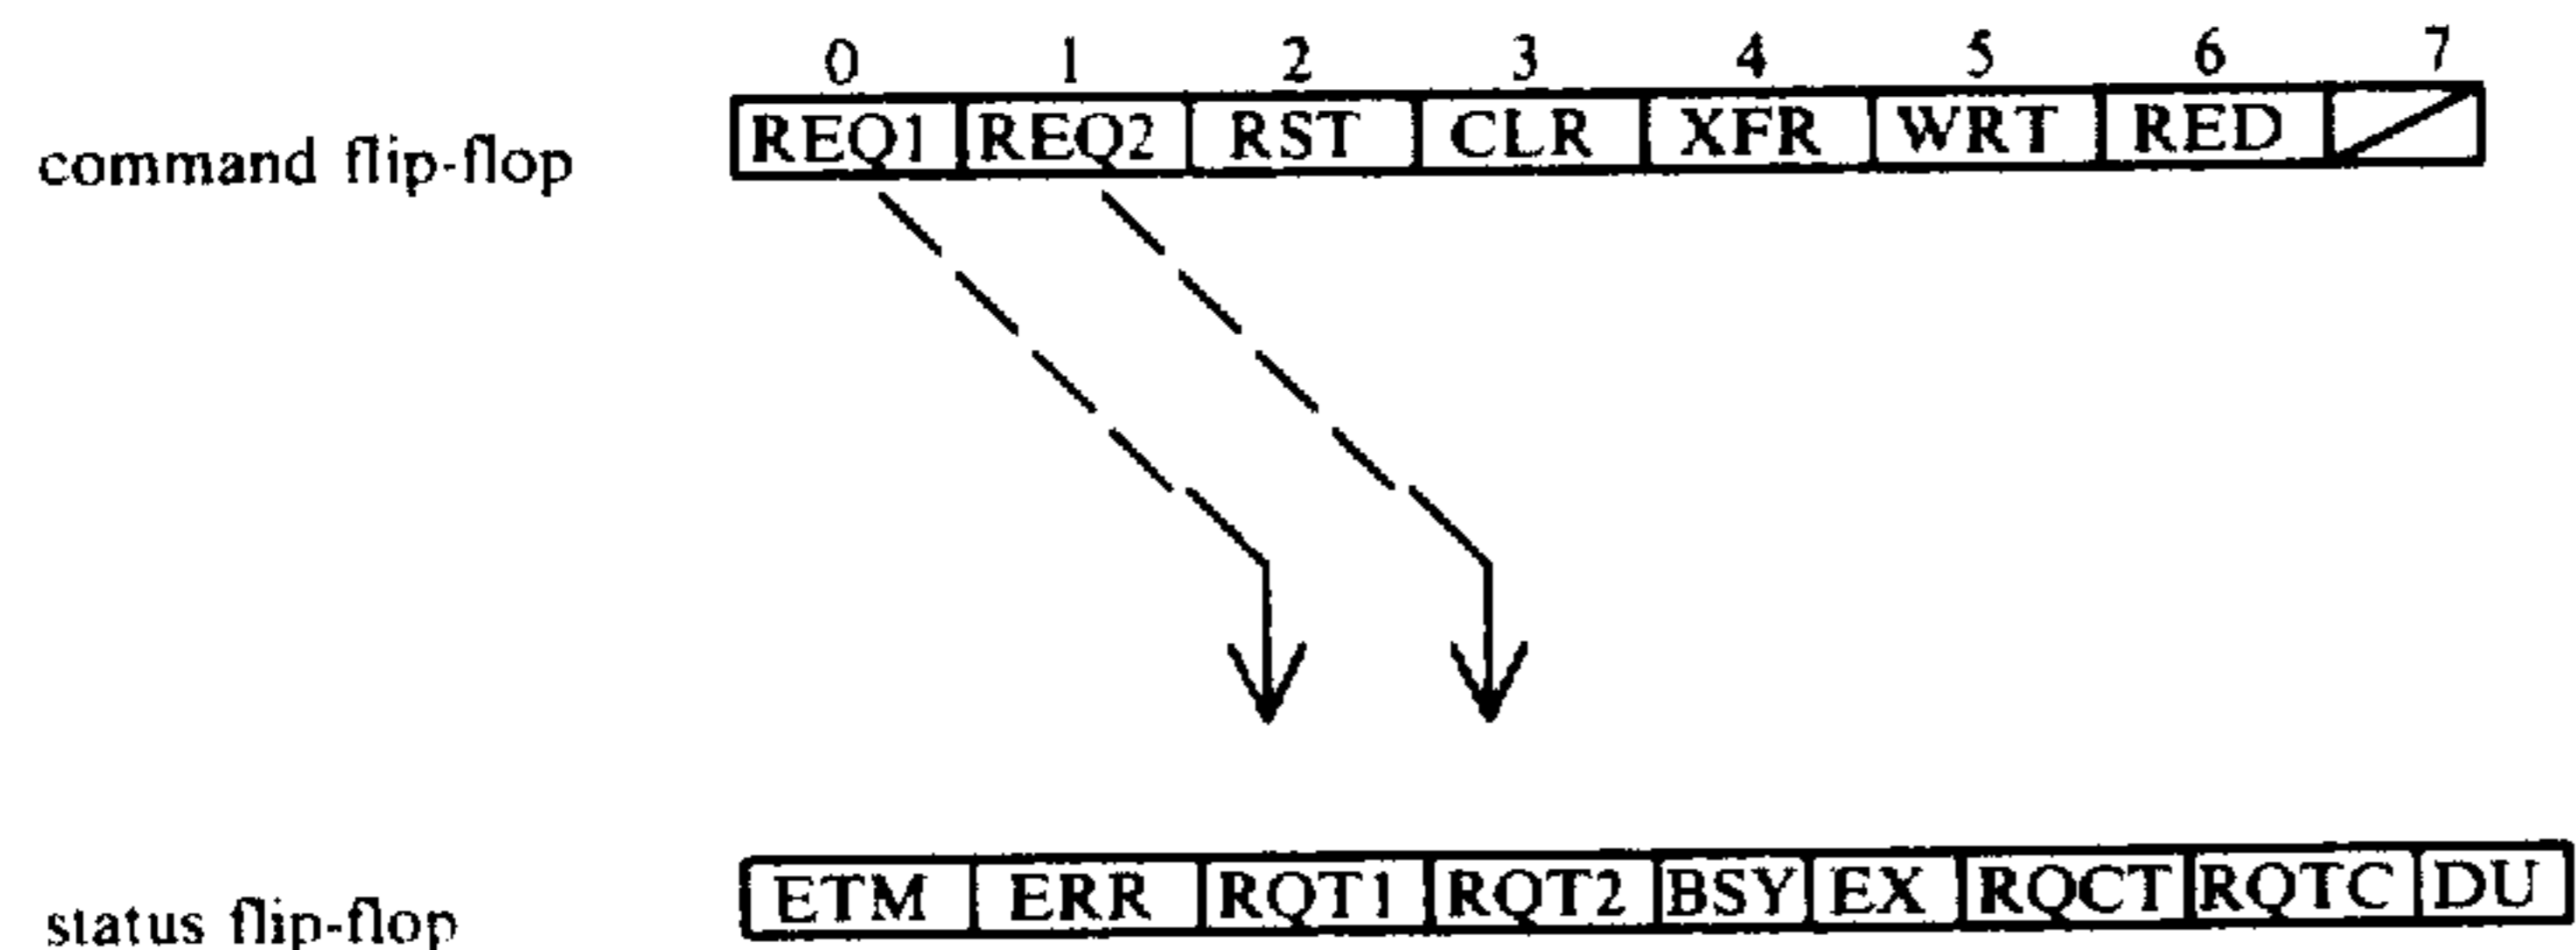 0 1 2 3 4 5 6 7
command flip-flop REQ1 REQ2 RST CLR XFR WRT RED
status flip-flop ETM ERR RQT1 RQT2 BSY EX RQCT RQTC DU